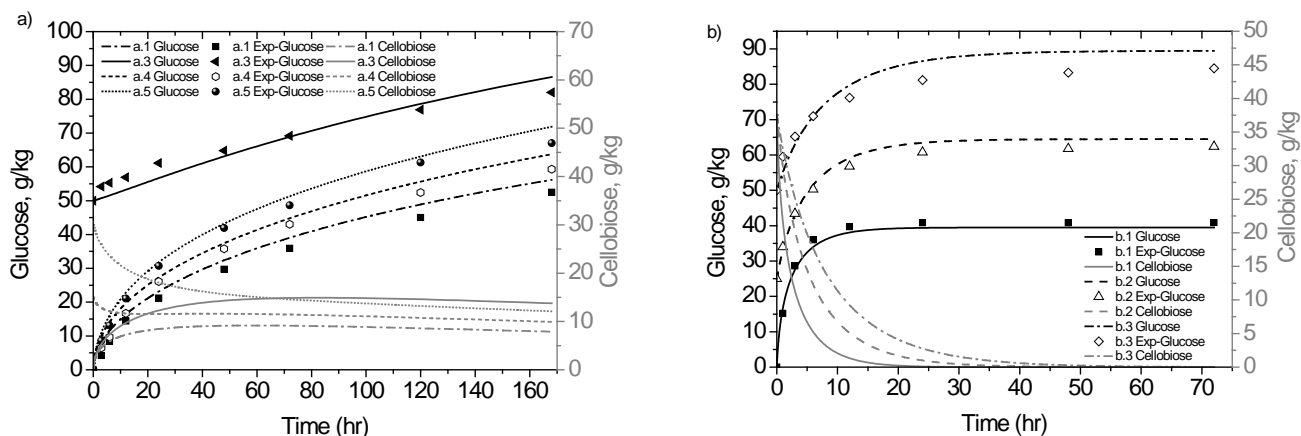 a)
100
90
80
70
60
50
40
30
20
10
0
Glucose, g/kg
a.1 Glucose a.1 Exp-Glucose a.1 Cellobiose
a.3 Glucose a.3 Exp-Glucose a.3 Cellobiose
a.4 Glucose a.4 Exp-Glucose a.4 Cellobiose
a.5 Glucose a.5 Exp-Glucose a.5 Cellobiose
70
60
50
40
30
20
10
0
Cellobiose, g/kg
0 20 40 60 80 100 120 140 160
Time (hr)
b)
90
80
70
60
50
40
30
20
10
0
Glucose, g/kg
b.1 Glucose
b.1 Exp-Glucose
b.1 Cellobiose
b.2 Glucose
b.2 Exp-Glucose
b.2 Cellobiose
b.3 Glucose
b.3 Exp-Glucose
b.3 Cellobiose
50
45
40
35
30
25
20
15
10
5
0
Cellobiose, g/kg
0 10 20 30 40 50 60 70
Time (hr)